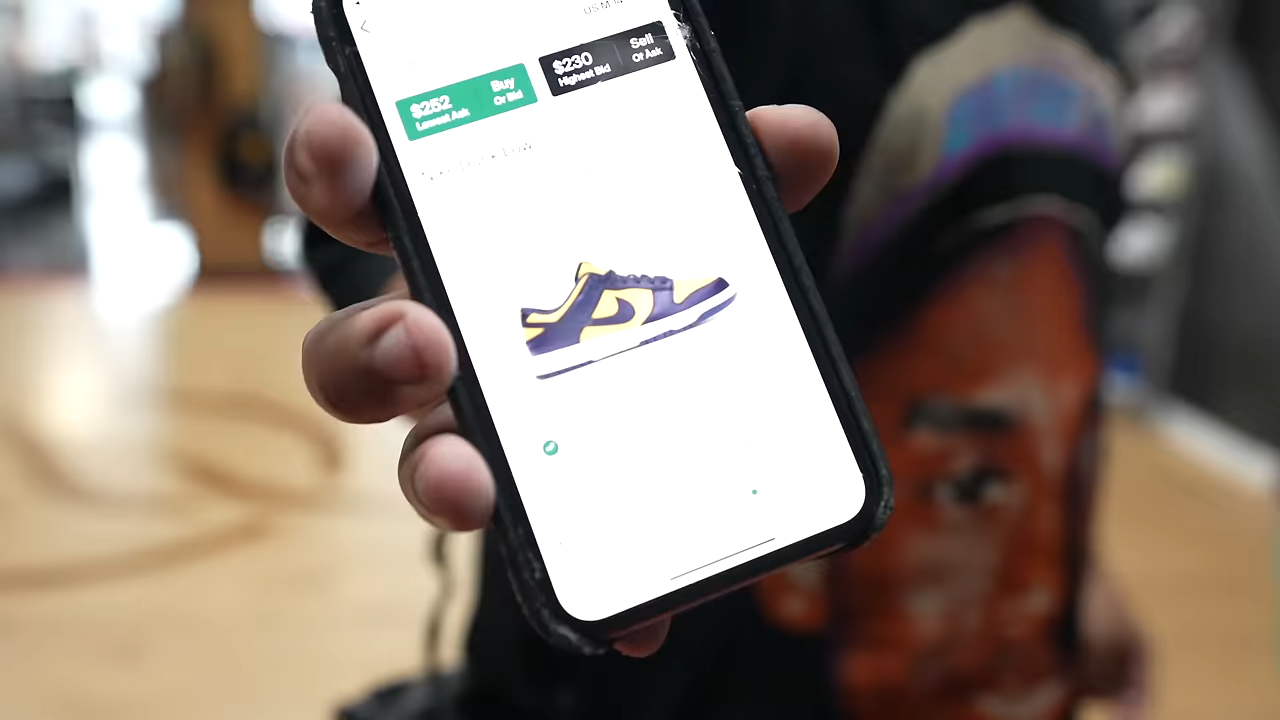 $252
Lowest Ask
Buy
Or Bid
$230
Highest Bid
Sell
Or Ask